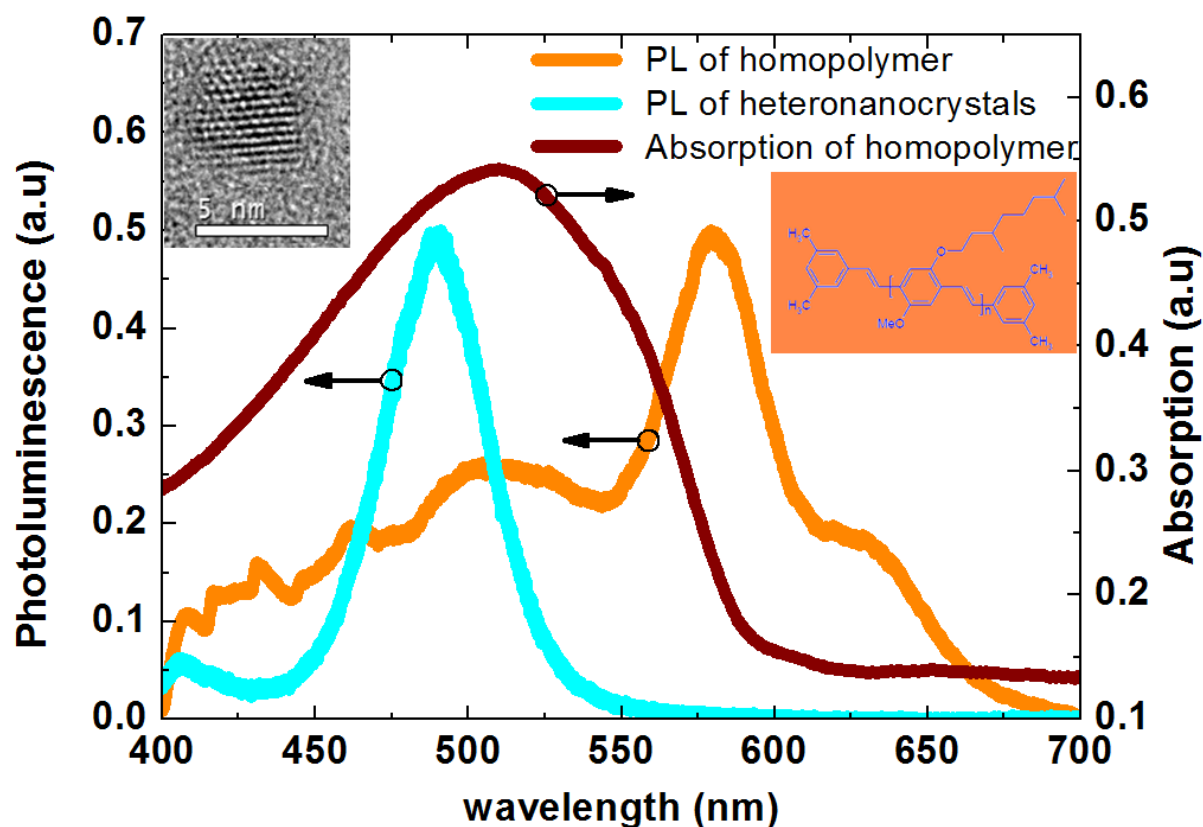 0.7
0.6
0.5
0.4
0.3
0.2
0.1
0.0
Photoluminescence (a.u)
5 nm
PL of homopolymer
PL of heteronanocrystals
Absorption of homopolymer
H₃C
H₃C
O
MeO
n
CH₃
CH₃
0.6
0.5
0.4
0.3
0.2
0.1
Absorption (a.u)
400 450 500 550 600 650 700
wavelength (nm)